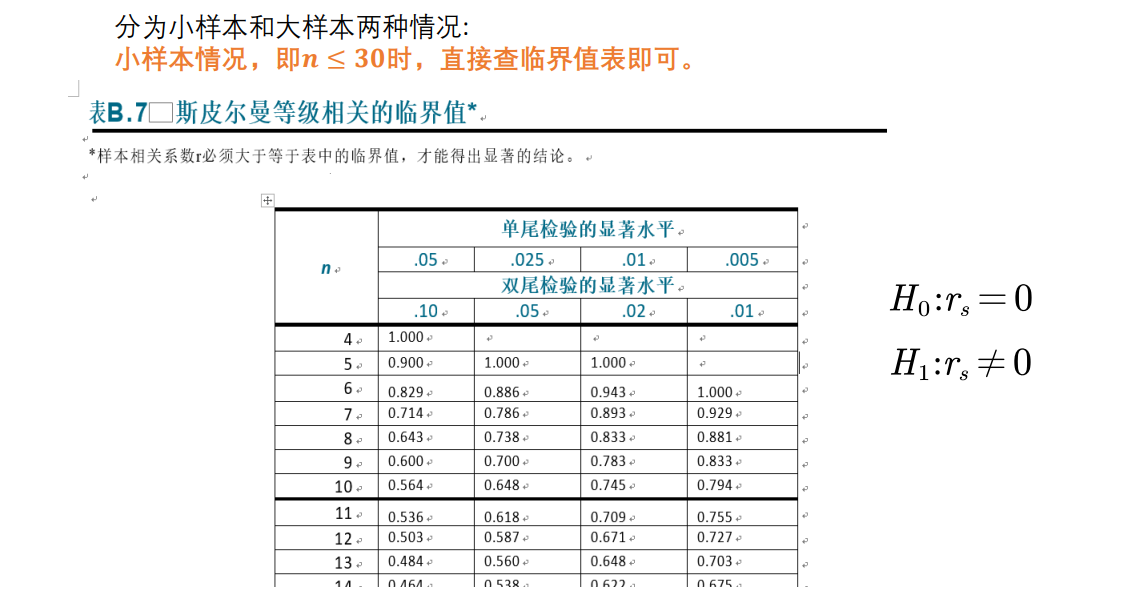 分为小样本和大样本两种情况:
小样本情况，即n ≤ 30时，直接查临界值表即可。
表B.7 斯皮尔曼等级相关的临界值*
*样本相关系数r必须大于等于表中的临界值，才能得出显著的结论。
单尾检验的显著水平
n
.05 .025 .01 .005
双尾检验的显著水平
.10 .05 .02 .01
H₀:rₛ = 0
H₁:rₛ ≠ 0
4 1.000
5 0.900 1.000 1.000
6 0.829 0.886 0.943 1.000
7 0.714 0.786 0.893 0.929
8 0.643 0.738 0.833 0.881
9 0.600 0.700 0.783 0.833
10 0.564 0.648 0.745 0.794
11 0.536 0.618 0.709 0.755
12 0.503 0.587 0.671 0.727
13 0.484 0.560 0.648 0.703
14 0.464 0.538 0.622 0.675